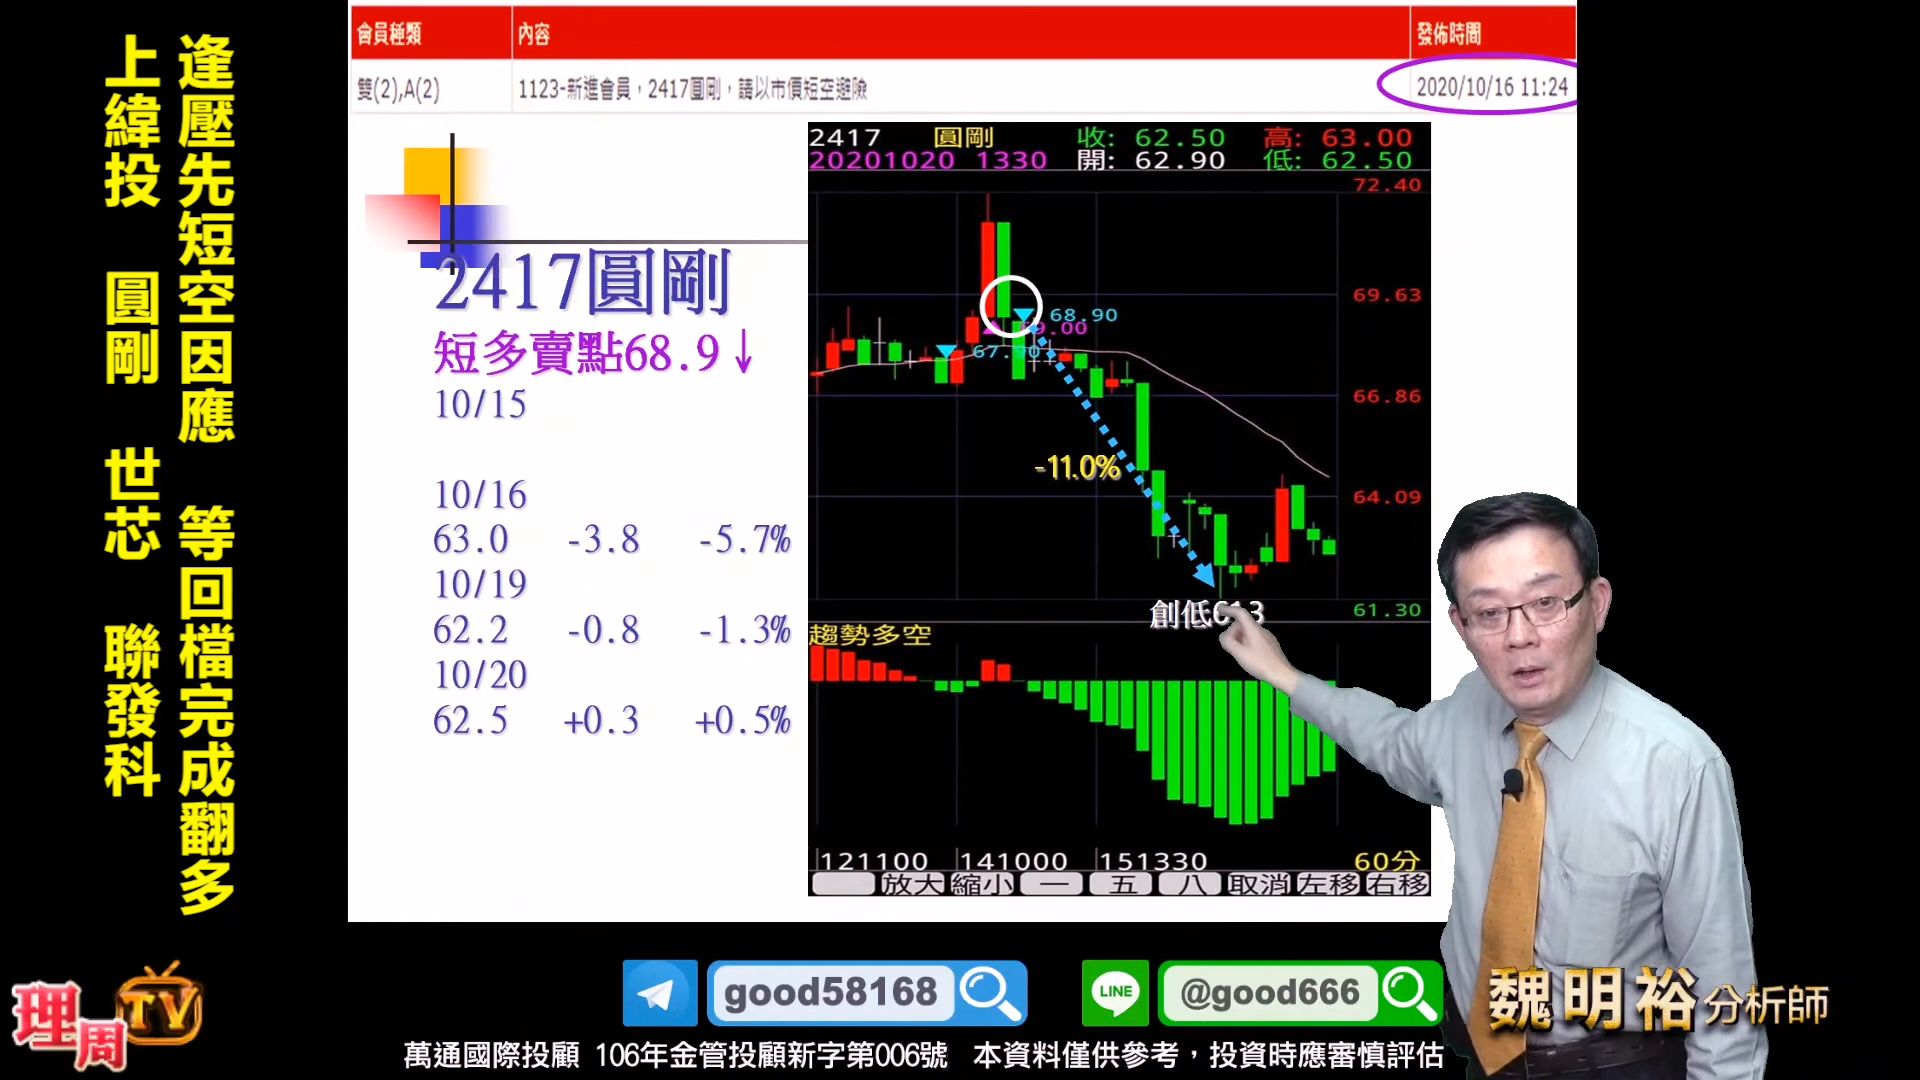 逢壓先短空因應 等回檔完成翻多
上緯投 圓剛 世芯 聯發科
會員種類 內容 發佈時間
雙(2),A(2) 1123-新進會員，2417圓剛，請以市價短空避險 2020/10/16 11:24
2417圓剛
短多賣點68.9↓
10/15
10/16
63.0 -3.8 -5.7%
10/19
62.2 -0.8 -1.3%
10/20
62.5 +0.3 +0.5%
2417 圓剛 收: 62.50 高: 63.00
20201020 1330 開: 62.90 低: 62.50
72.40
69.63
68.90
67.90
66.86
-11.0%
64.09
創低
61.30
趨勢多空
121100 141000 151330 60分
放大 縮小 一 五 八 取消 左移 右移
理周TV
good58168
LINE
@good666
魏明裕 分析師
萬通國際投顧 106年金管投顧新字第006號 本資料僅供參考，投資時應審慎評估